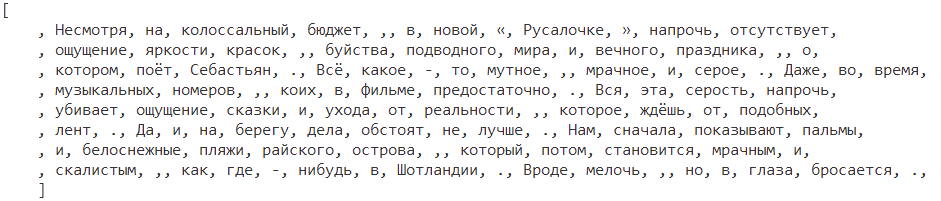 [
, Несмотря, на, колоссальный, бюджет, ,, в, новой, «, Русалочке, », напрочь, отсутствует,
, ощущение, яркости, красок, ,, буйства, подводного, мира, и, вечного, праздника, ,, о,
, котором, поёт, Себастьян, ., Всё, какое, -, то, мутное, ,, мрачное, и, серое, ., Даже, во, время,
, музыкальных, номеров, ,, коих, в, фильме, предостаточно, ., Вся, эта, серость, напрочь,
, убивает, ощущение, сказки, и, ухода, от, реальности, ,, которое, ждёшь, от, подобных,
, лент, ., Да, и, на, берегу, дела, обстоят, не, лучше, ., Нам, сначала, показывают, пальмы,
, и, белоснежные, пляжи, райского, острова, ,, который, потом, становится, мрачным, и,
, скалистым, ,, как, где, -, нибудь, в, Шотландии, ., Вроде, мелочь, ,, но, в, глаза, бросается, .,
]